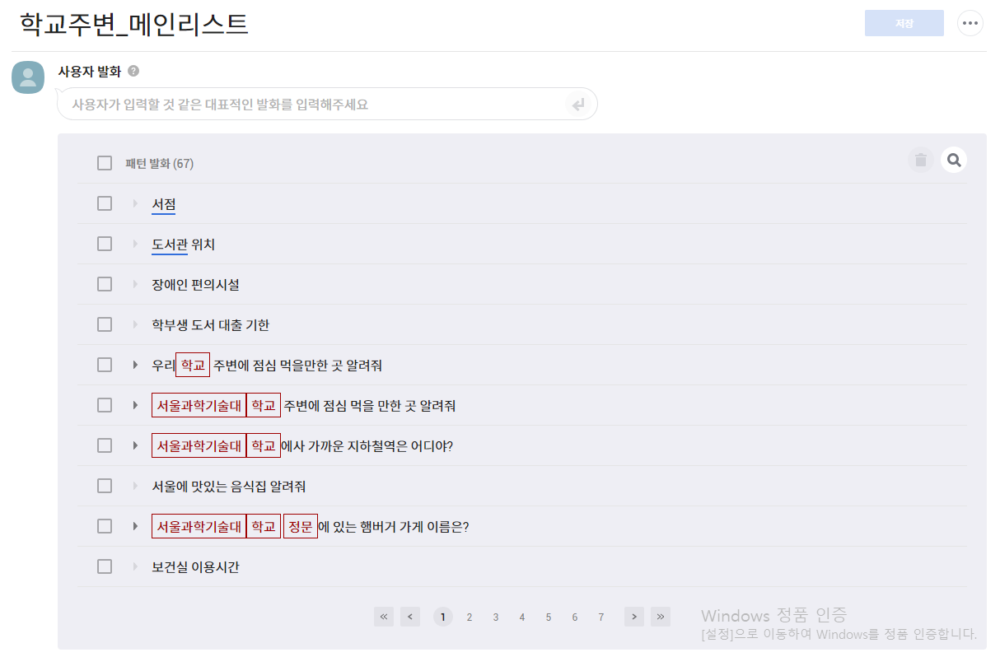 학교주변_메인리스트
저장
사용자 발화 ?
사용자가 입력할 것 같은 대표적인 발화를 입력해주세요
패턴 발화 (67)
서점
도서관 위치
장애인 편의시설
학부생 도서 대출 기한
우리학교 주변에 점심 먹을만한 곳 알려줘
서울과학기술대학교 주변에 점심 먹을 만한 곳 알려줘
서울과학기술대학교에사 가까운 지하철역은 어디야?
서울에 맛있는 음식집 알려줘
서울과학기술대학교 정문에 있는 햄버거 가게 이름은?
보건실 이용시간
« < 1 2 3 4 5 6 7 > »
Windows 정품 인증
[설정]으로 이동하여 Windows를 정품 인증합니다.